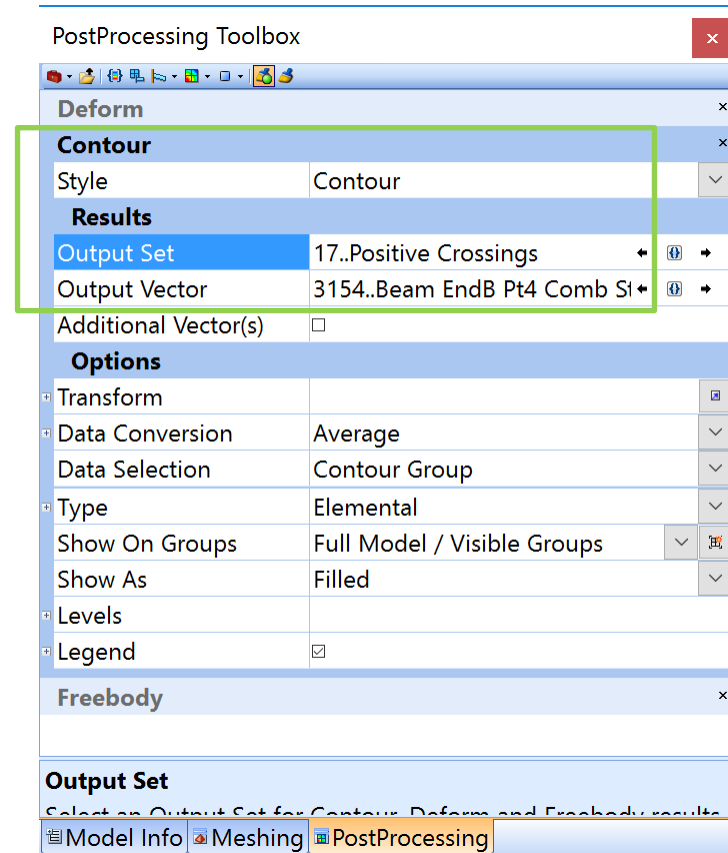 PostProcessing Toolbox
Deform
Contour
Style Contour
Results
Output Set 17..Positive Crossings
Output Vector 3154..Beam EndB Pt4 Comb St
Additional Vector(s)
Options
Transform
Data Conversion Average
Data Selection Contour Group
Type Elemental
Show On Groups Full Model / Visible Groups
Show As Filled
Levels
Legend
Freebody
Output Set
Select an Output Set for Contour, Deform and Freebody results
Model Info Meshing PostProcessing